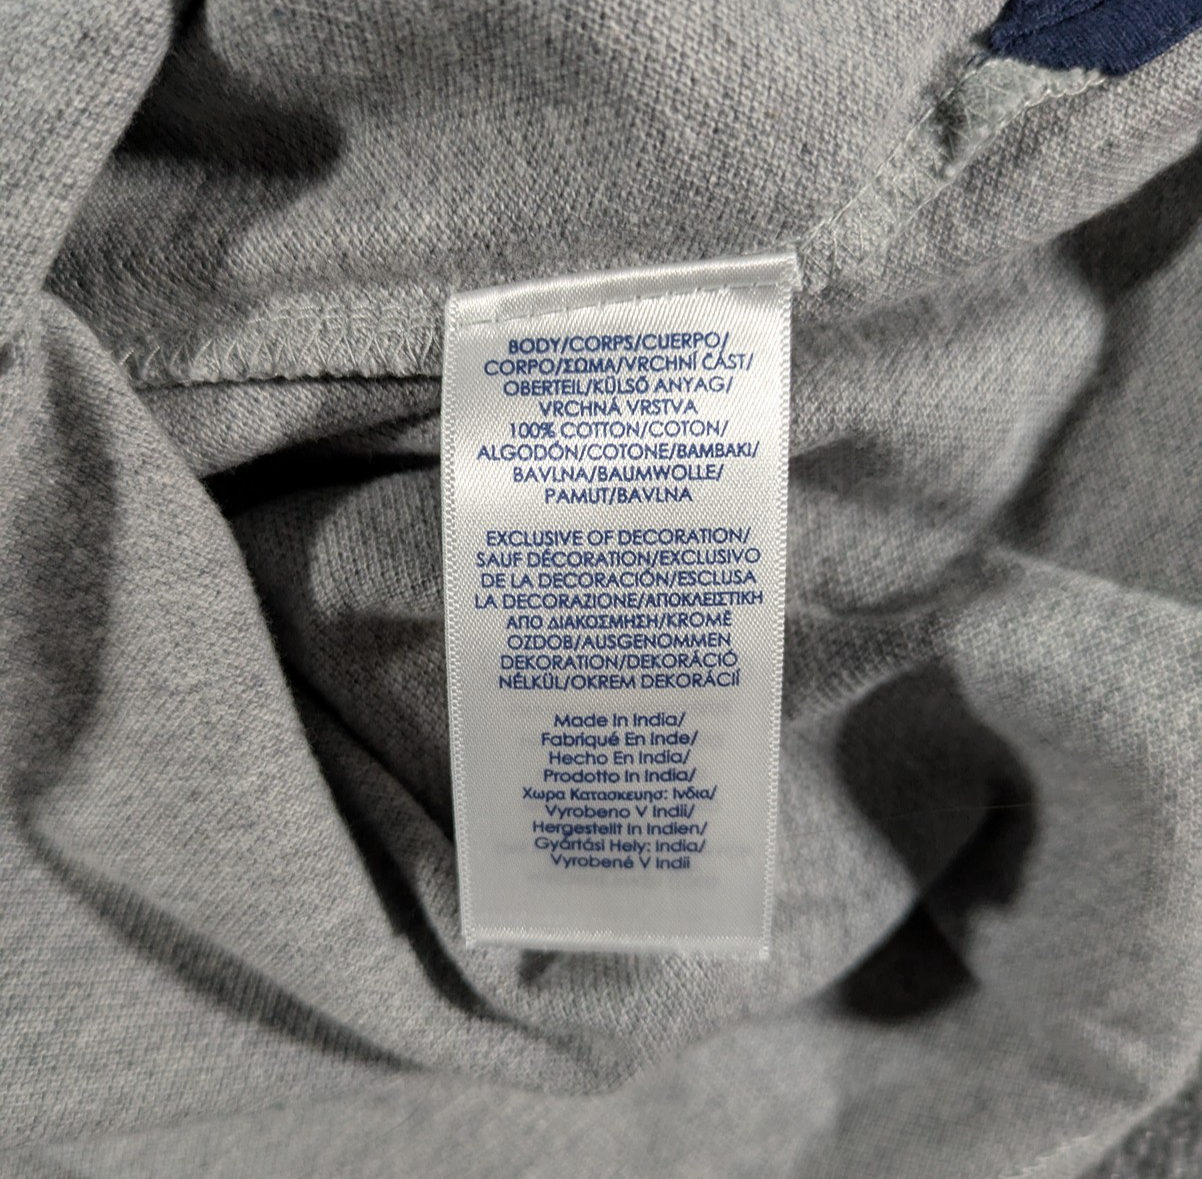 BODY/CORPS/CUERPO/
CORPO/ΣΩΜΑ/VRCHNÍ ČÁST/
OBERTEIL/KÜLSŐ ANYAG/
VRCHNÁ VRSTVA
100% COTTON/COTON/
ALGODÓN/COTONE/ΒΑΜΒΑΚΙ/
BAVLNA/BAUMWOLLE/
PAMUT/BAVLNA
EXCLUSIVE OF DECORATION/
SAUF DÉCORATION/EXCLUSIVO
DE LA DECORACIÓN/ESCLUSA
LA DECORAZIONE/ΑΠΟΚΛΕΙΣΤΙΚΗ
ΑΠΟ ΔΙΑΚΟΣΜΗΣΗ/KROMĚ
OZDOB/AUSGENOMMEN
DEKORATION/DEKORÁCIÓ
NÉLKÜL/OKREM DEKORÁCIÍ
Made In India/
Fabriqué En Inde/
Hecho En India/
Prodotto In India/
Χωρα Κατασκευησ: Ινδια/
Vyrobeno V Indii/
Hergestellt In Indien/
Gyártási Hely: India/
Vyrobené V Indii